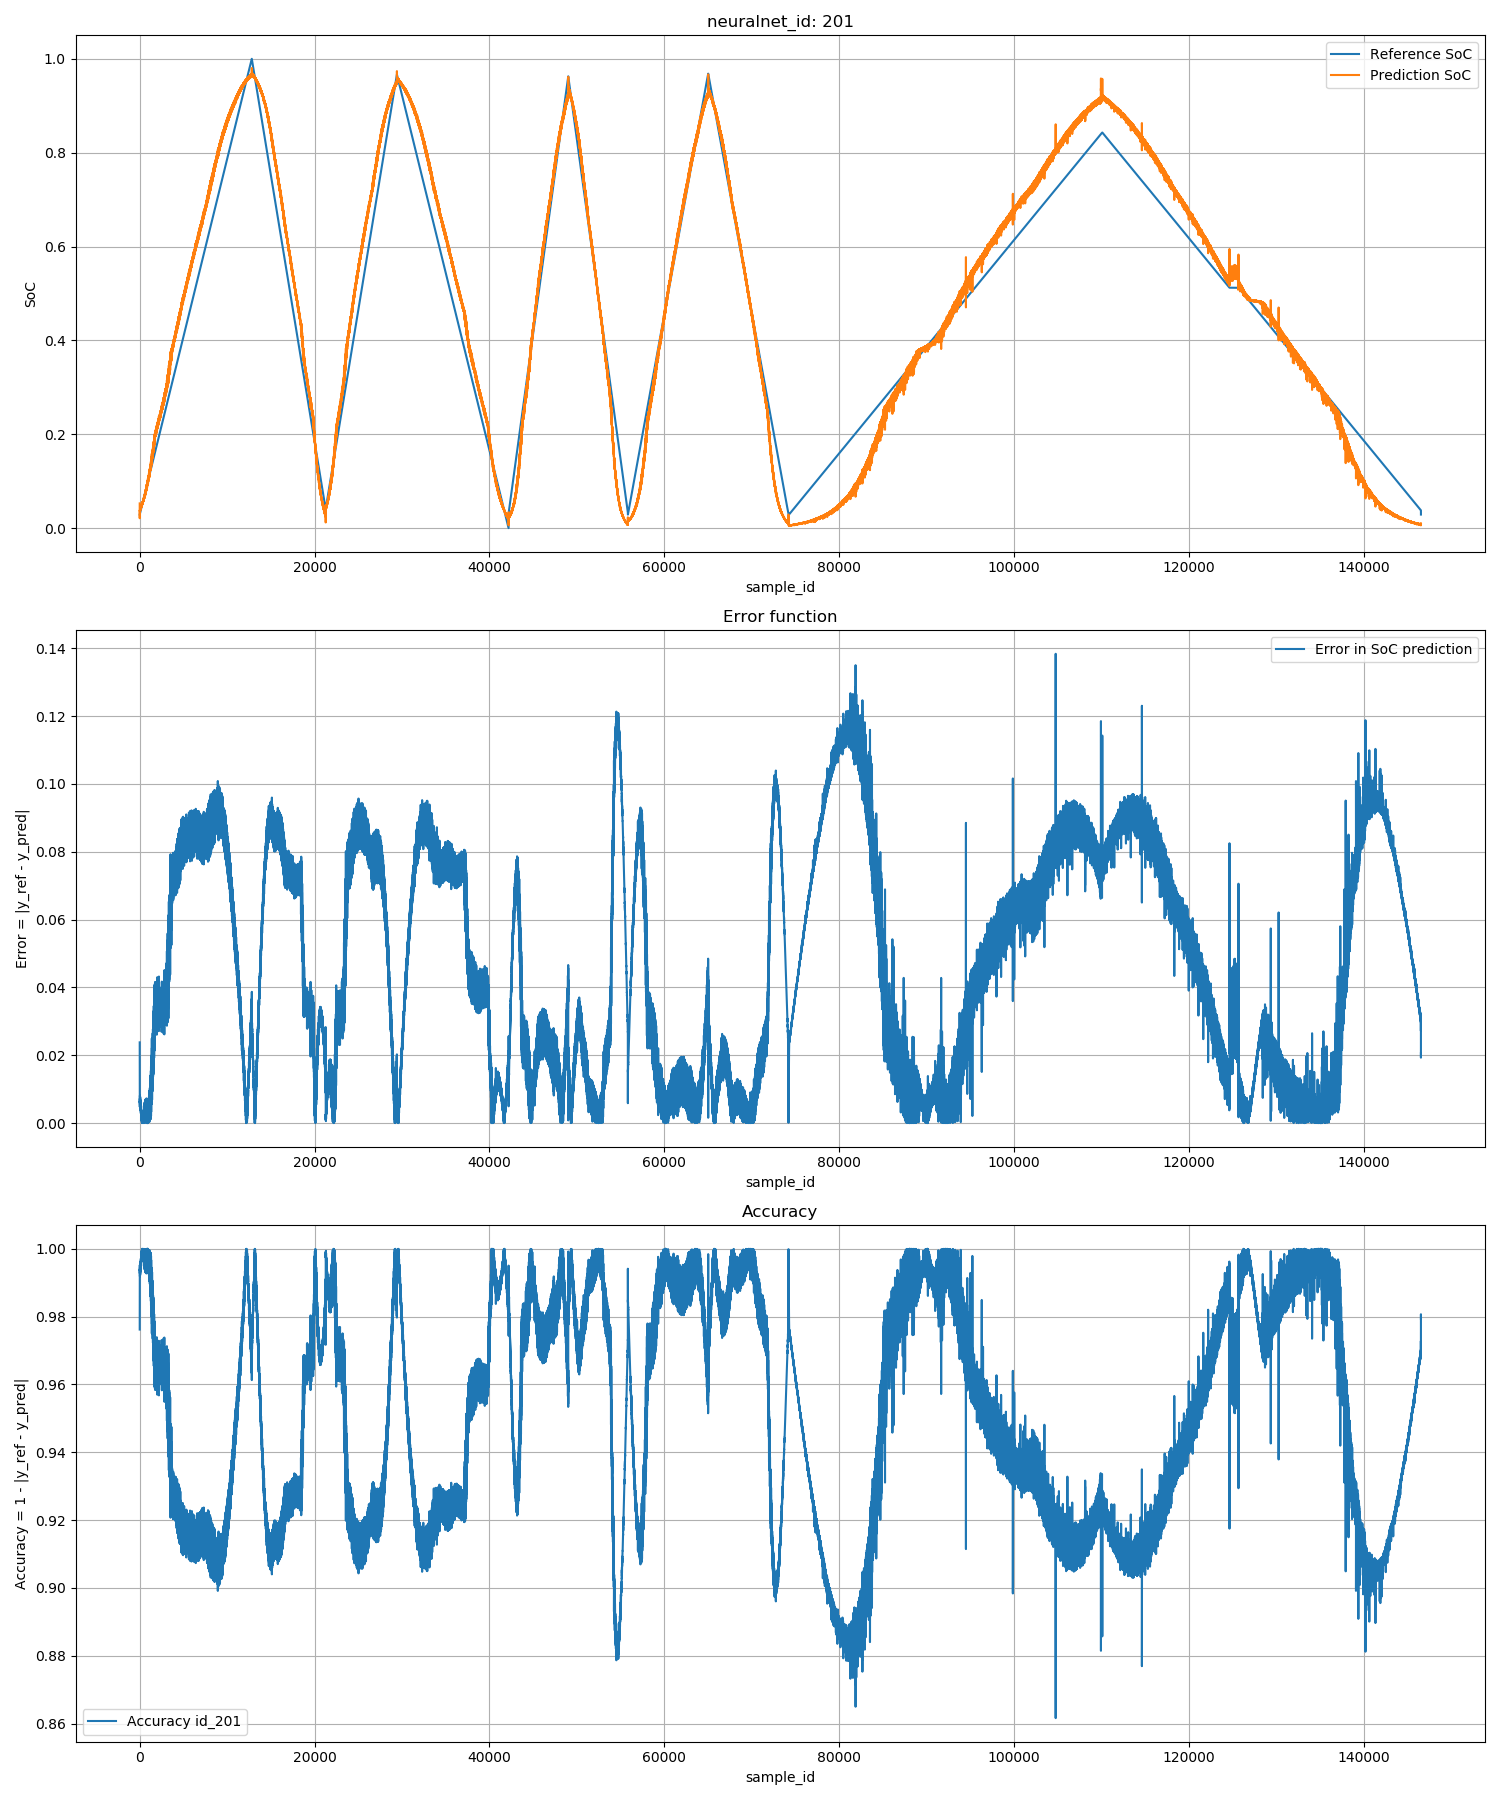 neuralnet_id: 201
1.0
0.8
0.6
0.4
0.2
0.0
SoC
Reference SoC
Prediction SoC
0 20000 40000 60000 80000 100000 120000 140000
sample_id
Error function
0.14
0.12
0.10
0.08
0.06
0.04
0.02
0.00
Error = |y_ref - y_pred|
Error in SoC prediction
0 20000 40000 60000 80000 100000 120000 140000
sample_id
Accuracy
1.00
0.98
0.96
0.94
0.92
0.90
0.88
0.86
Accuracy = 1 - |y_ref - y_pred|
Accuracy id_201
0 20000 40000 60000 80000 100000 120000 140000
sample_id